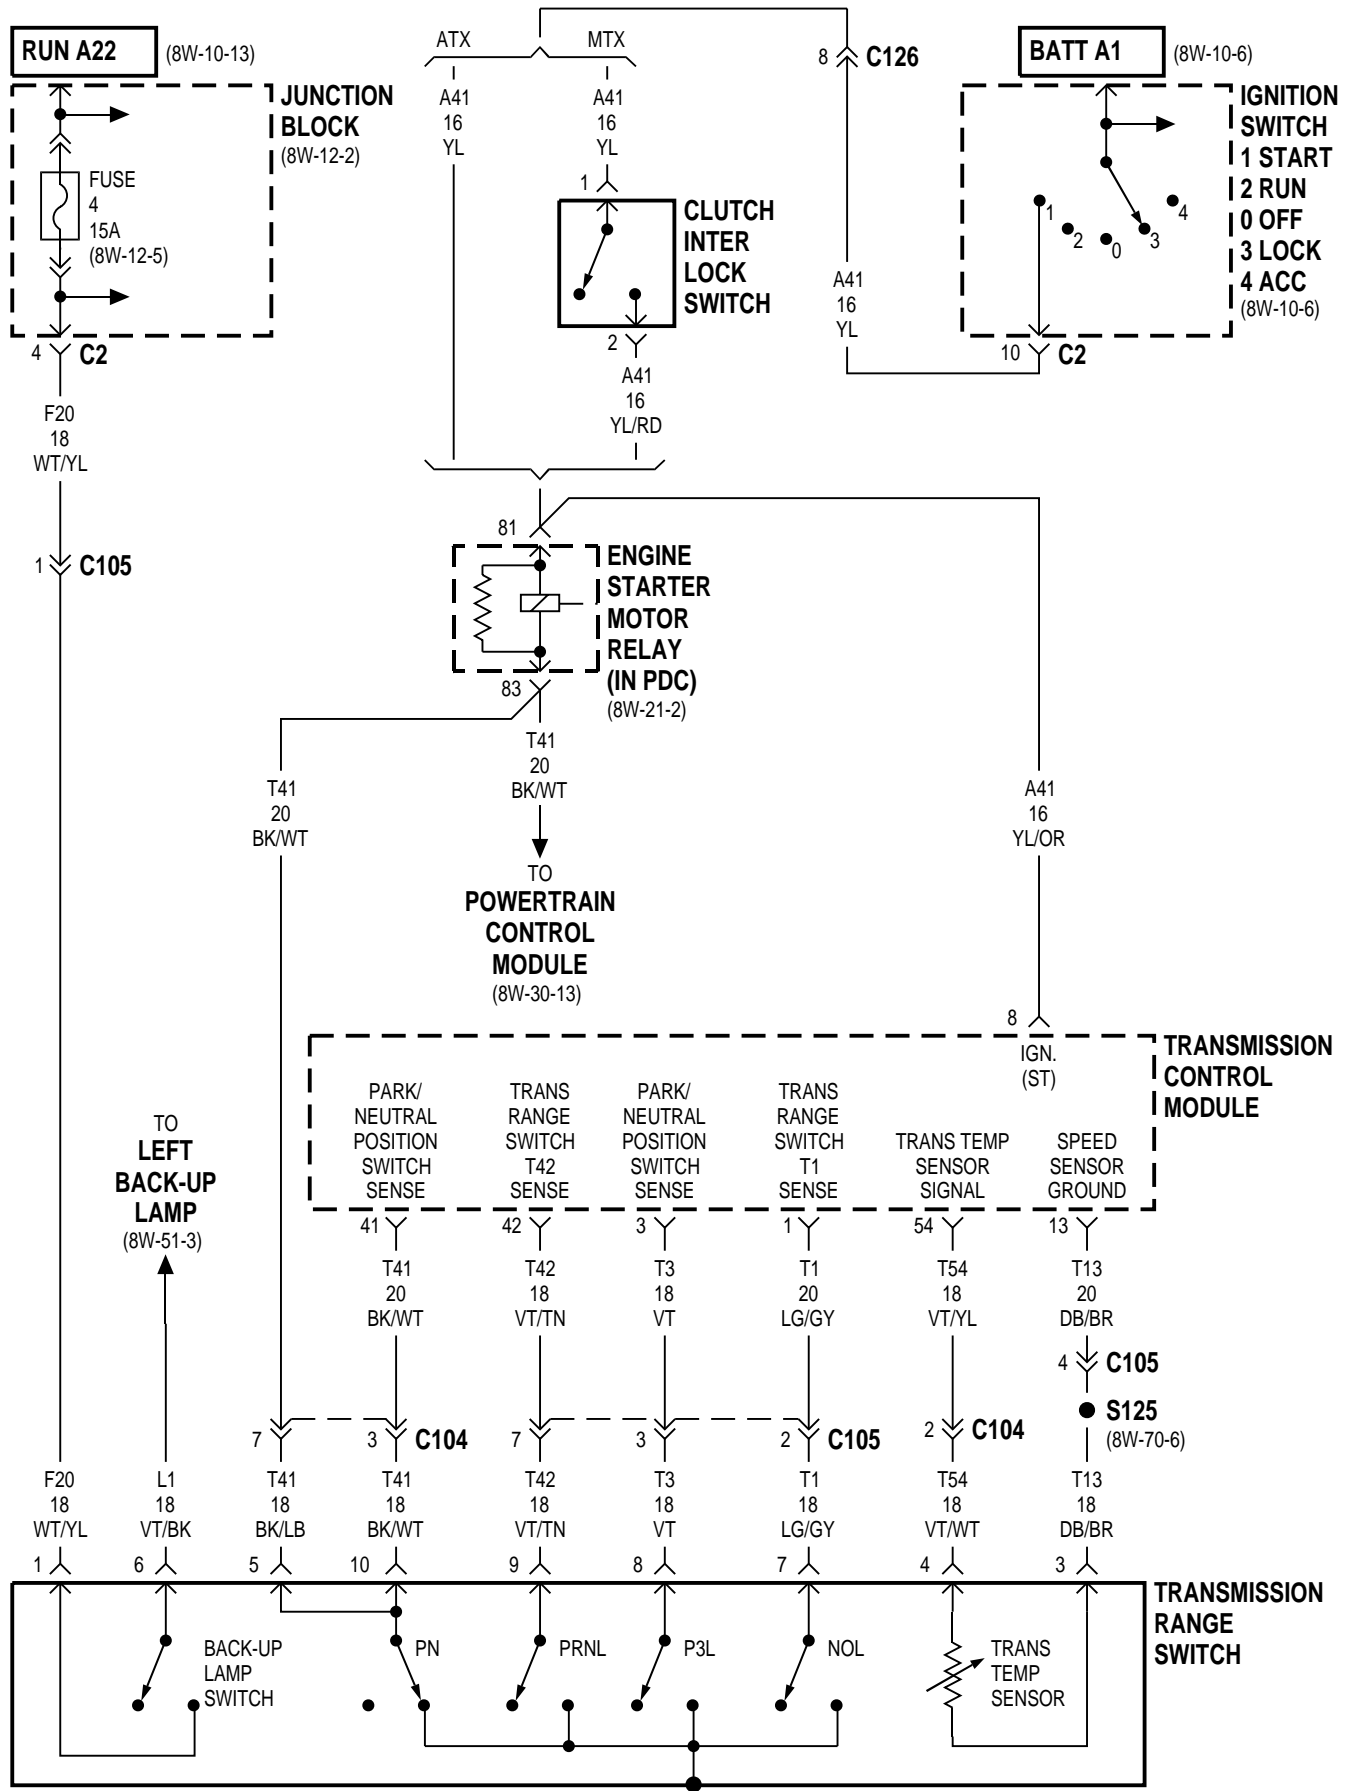 RUN A22
(8W-10-13)
ATX
MTX
8
C126
BATT A1
(8W-10-6)
JUNCTION
BLOCK
(8W-12-2)
FUSE
4
15A
(8W-12-5)
4
C2
A41
16
YL
A41
16
YL
1
CLUTCH
INTER
LOCK
SWITCH
2
A41
16
YL/RD
A41
16
YL
IGNITION
SWITCH
1 START
2 RUN
0 OFF
3 LOCK
4 ACC
(8W-10-6)
1
2
0
3
4
10
C2
F20
18
WT/YL
1
C105
81
ENGINE
STARTER
MOTOR
RELAY
(IN PDC)
(8W-21-2)
83
T41
20
BK/WT
T41
20
BK/WT
A41
16
YL/OR
TO
POWERTRAIN
CONTROL
MODULE
(8W-30-13)
8
IGN.
(ST)
TRANSMISSION
CONTROL
MODULE
PARK/
NEUTRAL
POSITION
SWITCH
SENSE
TRANS
RANGE
SWITCH
T42
SENSE
PARK/
NEUTRAL
POSITION
SWITCH
SENSE
TRANS
RANGE
SWITCH
T1
SENSE
TRANS TEMP
SENSOR
SIGNAL
SPEED
SENSOR
GROUND
TO
LEFT
BACK-UP
LAMP
(8W-51-3)
41
42
3
1
54
13
T41
20
BK/WT
T42
18
VT/TN
T3
18
VT
T1
20
LG/GY
T54
18
VT/YL
T13
20
DB/BR
4
C105
S125
(8W-70-6)
7
3
C104
7
3
2
C105
2
C104
F20
18
WT/YL
L1
18
VT/BK
T41
18
BK/LB
T41
18
BK/WT
T42
18
VT/TN
T3
18
VT
T1
18
LG/GY
T54
18
VT/WT
T13
18
DB/BR
1
6
5
10
9
8
7
4
3
TRANSMISSION
RANGE
SWITCH
BACK-UP
LAMP
SWITCH
PN
PRNL
P3L
NOL
TRANS
TEMP
SENSOR